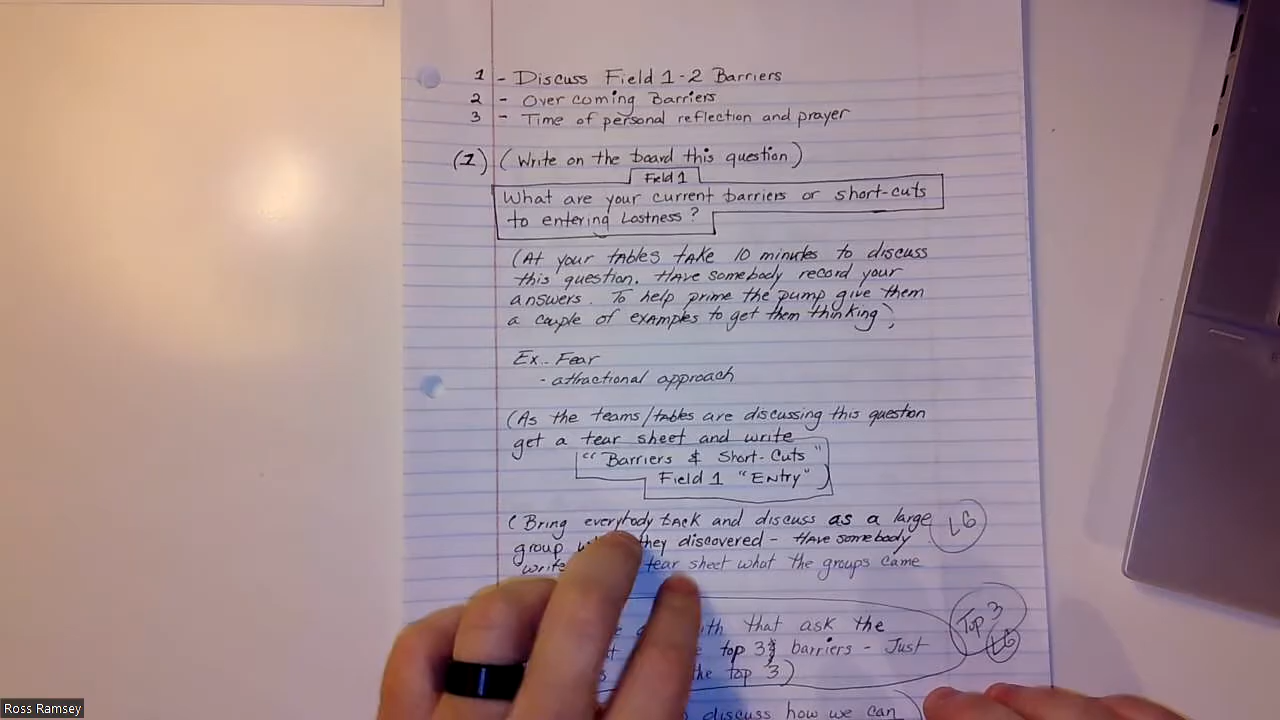 1 - Discuss Field 1-2 Barriers
2 - Over coming Barriers
3 - Time of personal reflection and prayer
(1) (Write on the board this question)
Field 1
What are your current barriers or short-cuts
to entering Lostness?
(At your tables take 10 minutes to discuss
this question. Have somebody record your
answers. To help prime the pump give them
a couple of examples to get them thinking)
Ex.. Fear
- attractional approach
(As the teams/tables are discussing this question
get a tear sheet and write
"Barriers & Short-Cuts"
Field 1 "Entry")
(Bring everybody back and discuss as a large
LG
group they discovered - Have somebody
write tear sheet what the groups came
with that ask the
Top 3
LG
top 3 barriers - Just
the top 3)
discuss how we can
Ross Ramsey